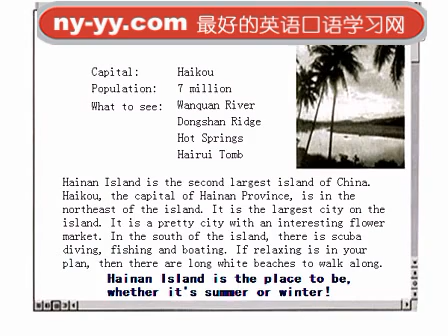 ny-yy.com 最好的英语口语学习网
Capital: Haikou
Population: 7 million
What to see: Wanquan River
Dongshan Ridge
Hot Springs
Hairui Tomb
Hainan Island is the second largest island of China.
Haikou, the capital of Hainan Province, is in the
northeast of the island. It is the largest city on the
island. It is a pretty city with an interesting flower
market. In the south of the island, there is scuba
diving, fishing and boating. If relaxing is in your
plan, then there are long white beaches to walk along.
Hainan Island is the place to be,
whether it's summer or winter!